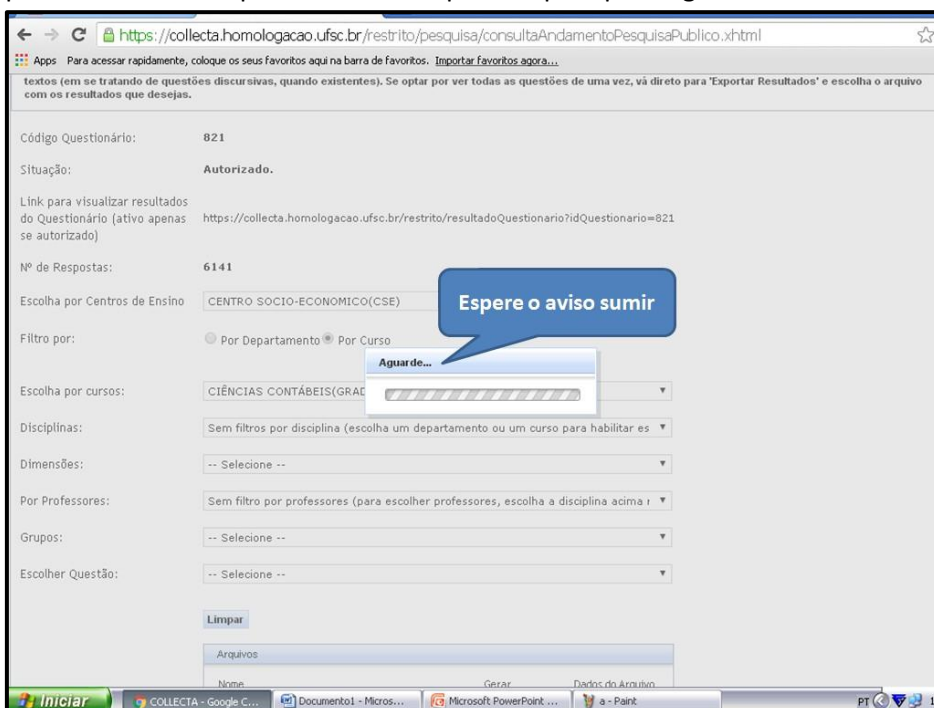 https://collecta.homologacao.ufsc.br/restrito/pesquisa/consultaAndamentoPesquisaPublico.xhtml
Apps Para acessar rapidamente, coloque os seus favoritos aqui na barra de favoritos. Importar favoritos agora...
textos (em se tratando de questões discursivas, quando existentes). Se optar por ver todas as questões de uma vez, vá direto para 'Exportar Resultados' e escolha o arquivo
com os resultados que desejas.
Código Questionário: 821
Situação: Autorizado.
Link para visualizar resultados
do Questionário (ativo apenas https://collecta.homologacao.ufsc.br/restrito/resultadoQuestionario?idQuestionario=821
se autorizado)
Nº de Respostas: 6141
Escolha por Centros de Ensino CENTRO SOCIO-ECONOMICO(CSE)
Espere o aviso sumir
Filtro por: Por Departamento Por Curso
Aguarde...
Escolha por cursos: CIÊNCIAS CONTÁBEIS(GRAD
Disciplinas: Sem filtros por disciplina (escolha um departamento ou um curso para habilitar es
Dimensões: -- Selecione --
Por Professores: Sem filtro por professores (para escolher professores, escolha a disciplina acima
Grupos: -- Selecione --
Escolher Questão: -- Selecione --
Limpar
Arquivos
Nome Gerar Dados do Arquivo
Iniciar COLLECTA - Google C... Documento1 - Micros... Microsoft PowerPoint ... a - Paint PT